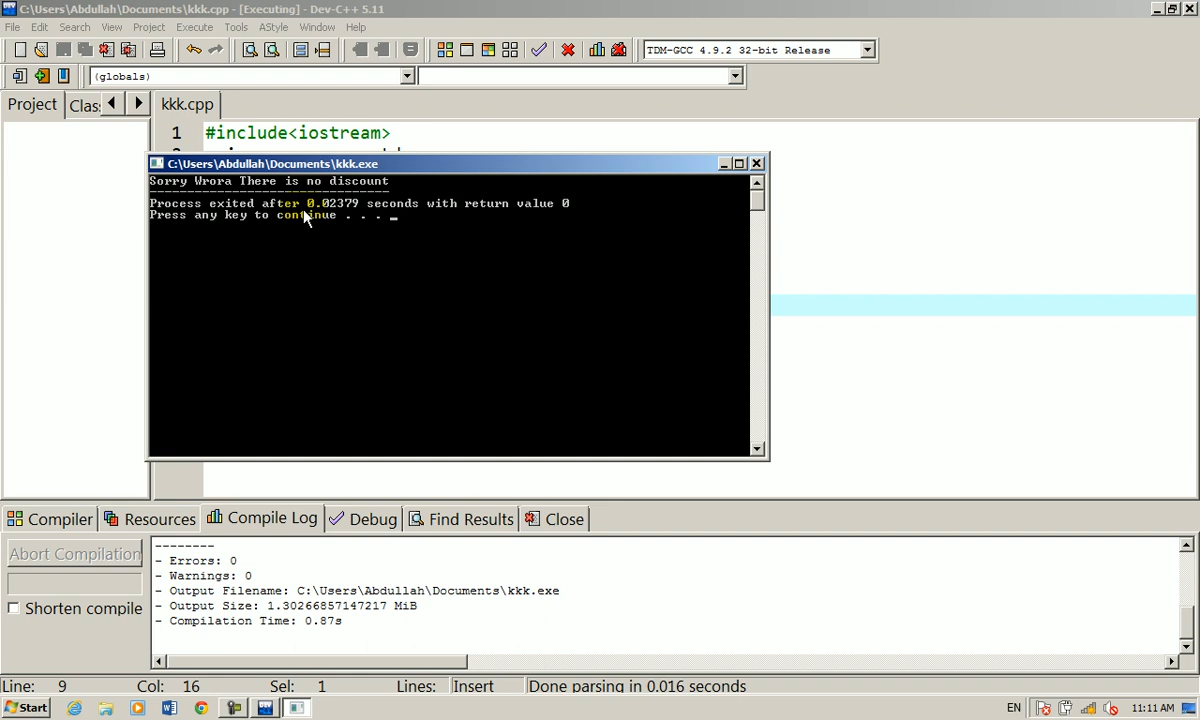 C:\Users\Abdullah\Documents\kkk.cpp - [Executing] - Dev-C++ 5.11
File Edit Search View Project Execute Tools AStyle Window Help
TDM-GCC 4.9.2 32-bit Release
(globals)
Project Clas kkk.cpp
1 #include<iostream>
C:\Users\Abdullah\Documents\kkk.exe
Sorry Wrora There is no discount
--------------------------------
Process exited after 0.02379 seconds with return value 0
Press any key to continue . . . _
Compiler Resources Compile Log Debug Find Results Close
Abort Compilation
Shorten compile
--------
- Errors: 0
- Warnings: 0
- Output Filename: C:\Users\Abdullah\Documents\kkk.exe
- Output Size: 1.30266857147217 MiB
- Compilation Time: 0.87s
Line: 9 Col: 16 Sel: 1 Lines: Insert Done parsing in 0.016 seconds
Start EN 11:11 AM